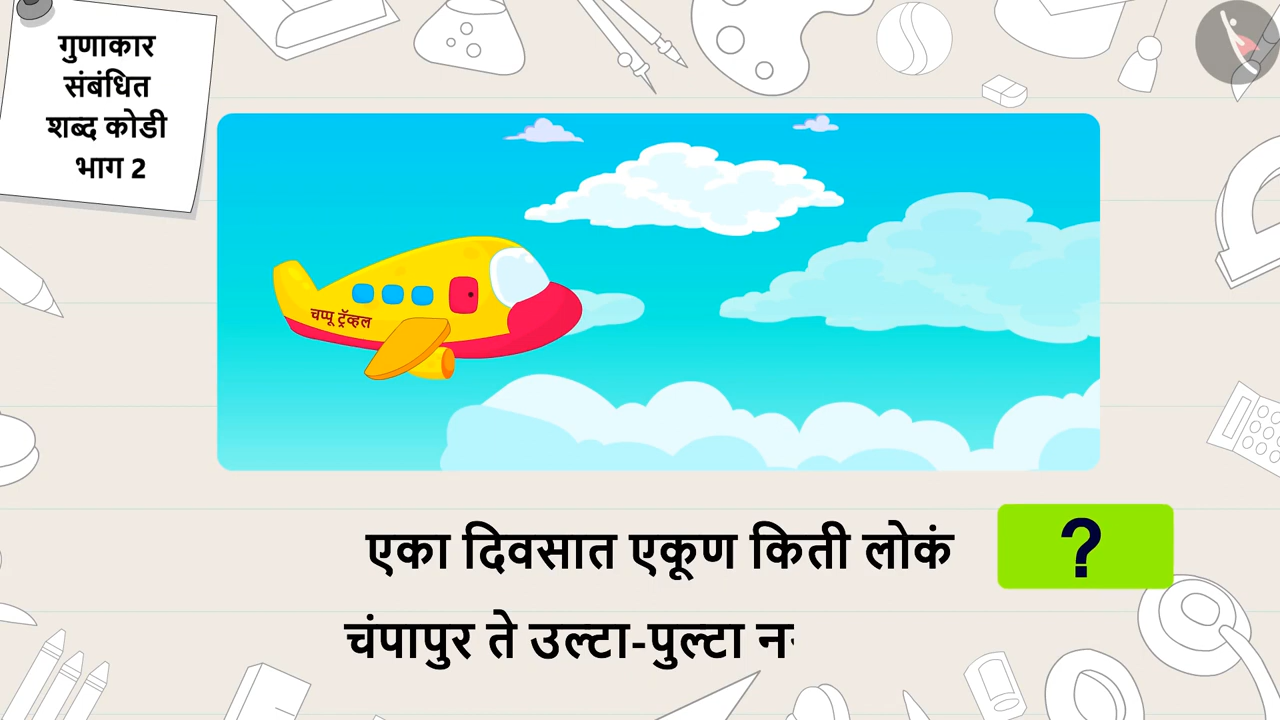 गुणाकार
संबंधित
शब्द कोडी
भाग 2
चप्पू ट्रॅव्हल
एका दिवसात एकूण किती लोकं
?
चंपापुर ते उल्टा-पुल्टा